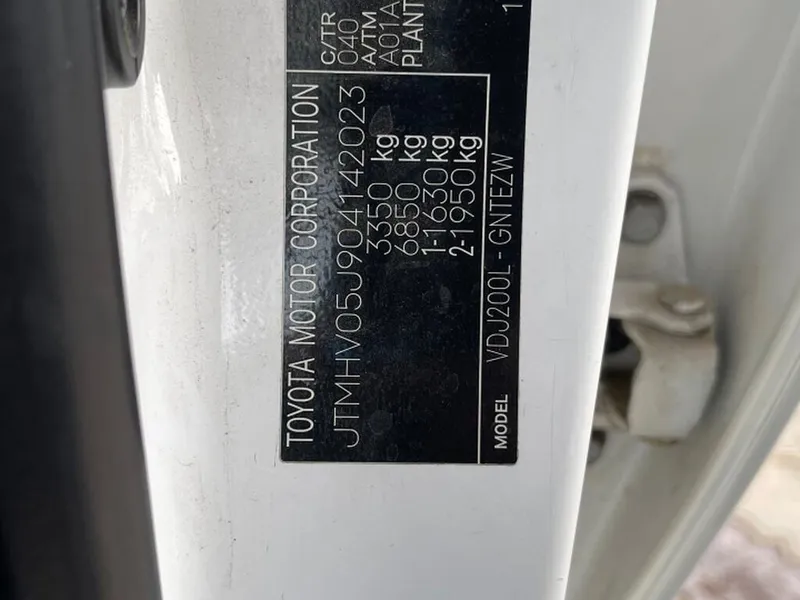 TOYOTA MOTOR CORPORATION
JTMHV05J904142023
3350 kg
6850 kg
1-1630 kg
2-1950 kg
MODEL VDJ200L - GNTEZW
C/TR
040
A/TM
A01A
PLANT
1